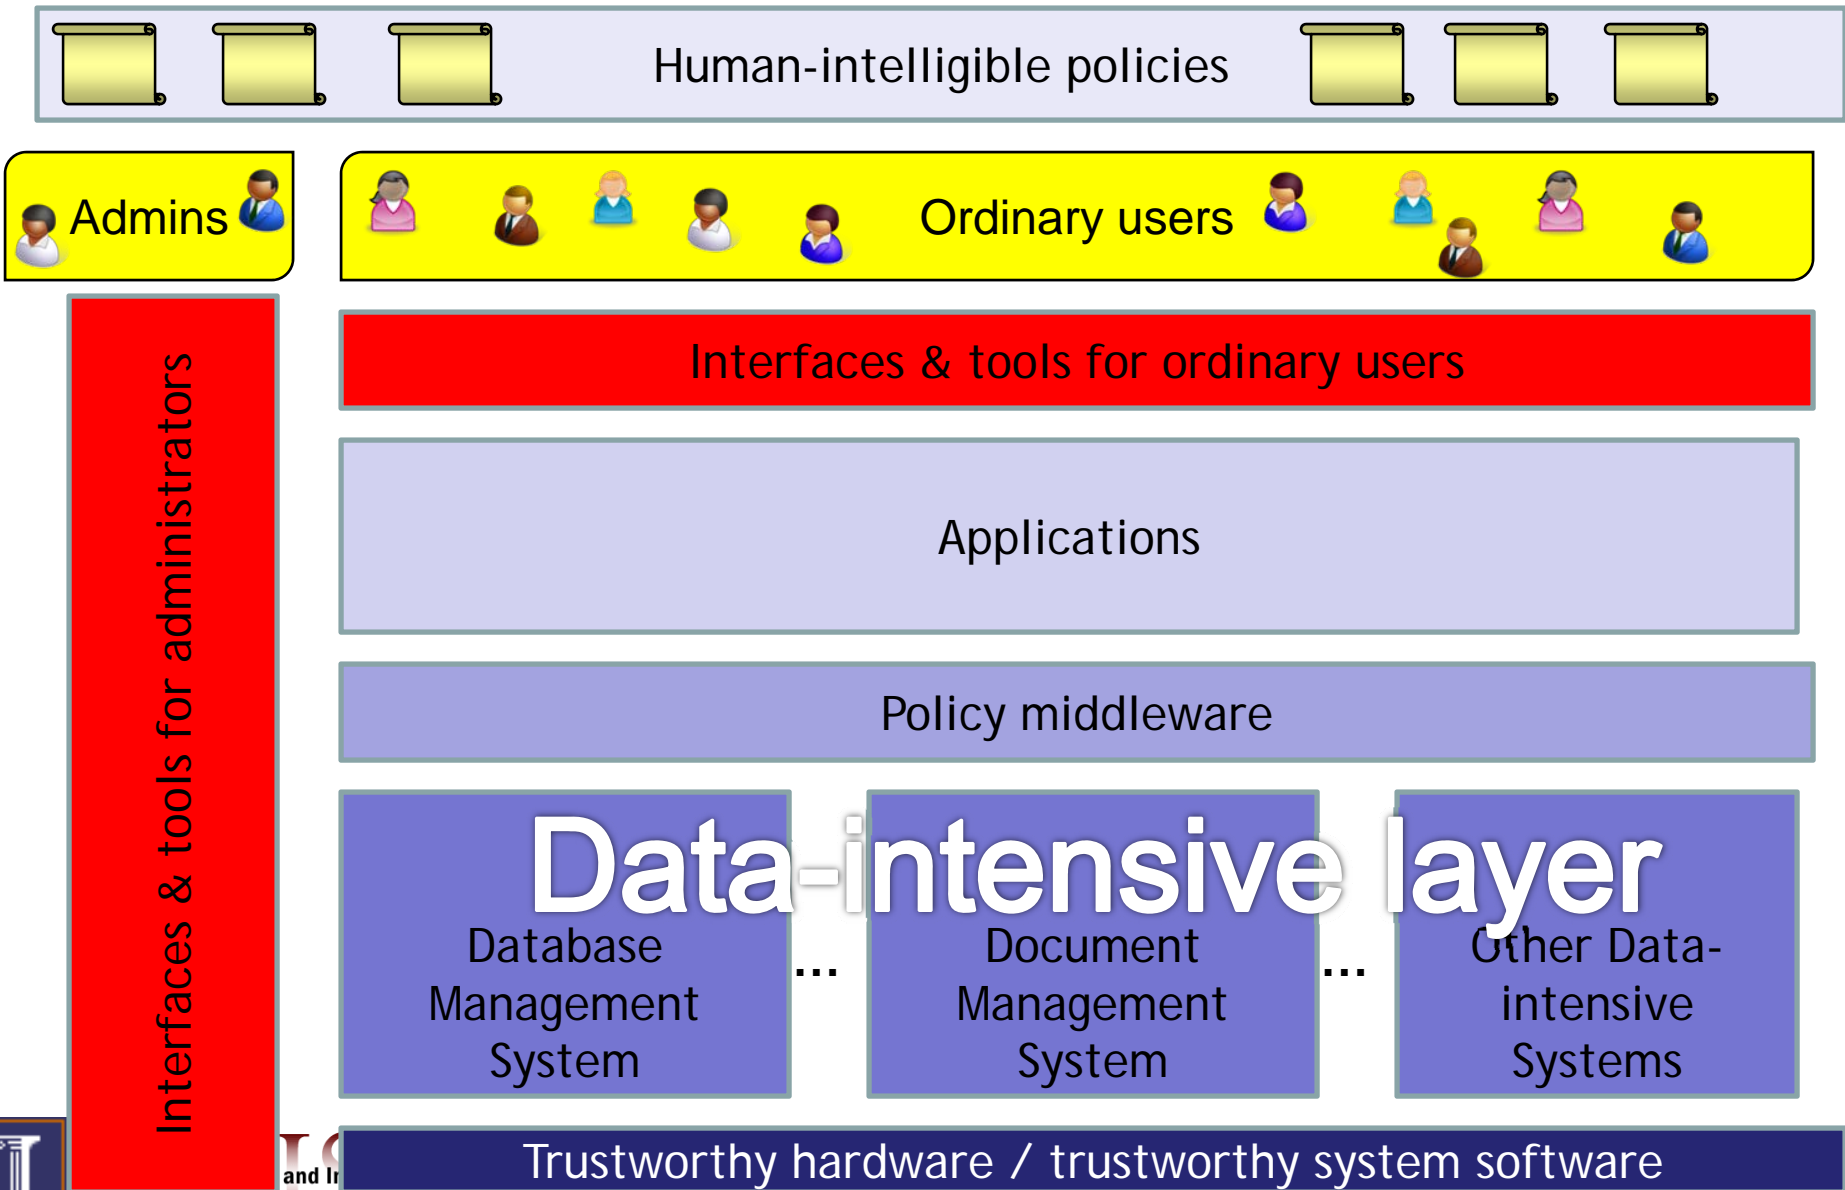 Human-intelligible policies
Admins
Ordinary users
Interfaces & tools for administrators
Interfaces & tools for ordinary users
Applications
Policy middleware
Data-intensive layer
Database
Management
System
...
Document
Management
System
...
Other Data-
intensive
Systems
Trustworthy hardware / trustworthy system software
and